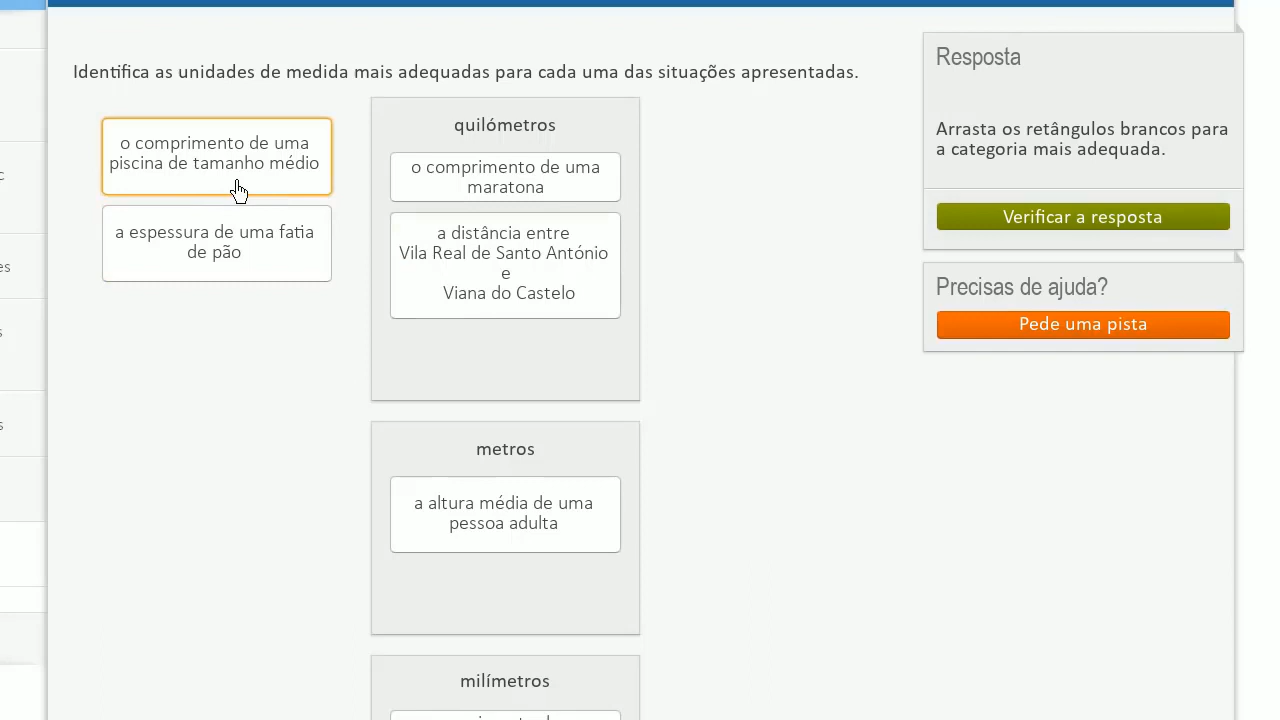 Identifica as unidades de medida mais adequadas para cada uma das situações apresentadas.
o comprimento de uma
piscina de tamanho médio
a espessura de uma fatia
de pão
quilómetros
o comprimento de uma
maratona
a distância entre
Vila Real de Santo António
e
Viana do Castelo
metros
a altura média de uma
pessoa adulta
milímetros
Resposta
Arrasta os retângulos brancos para
a categoria mais adequada.
Verificar a resposta
Precisas de ajuda?
Pede uma pista